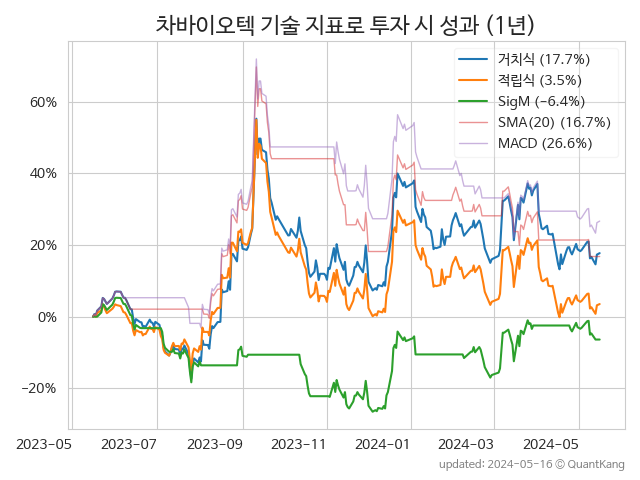 차바이오텍 기술 지표로 투자 시 성과 (1년)
거치식 (17.7%)
적립식 (3.5%)
SigM (−6.4%)
SMA(20) (16.7%)
MACD (26.6%)
60%
40%
20%
0%
−20%
2023-05 2023-07 2023-09 2023-11 2024-01 2024-03 2024-05
updated: 2024-05-16 © QuantKang